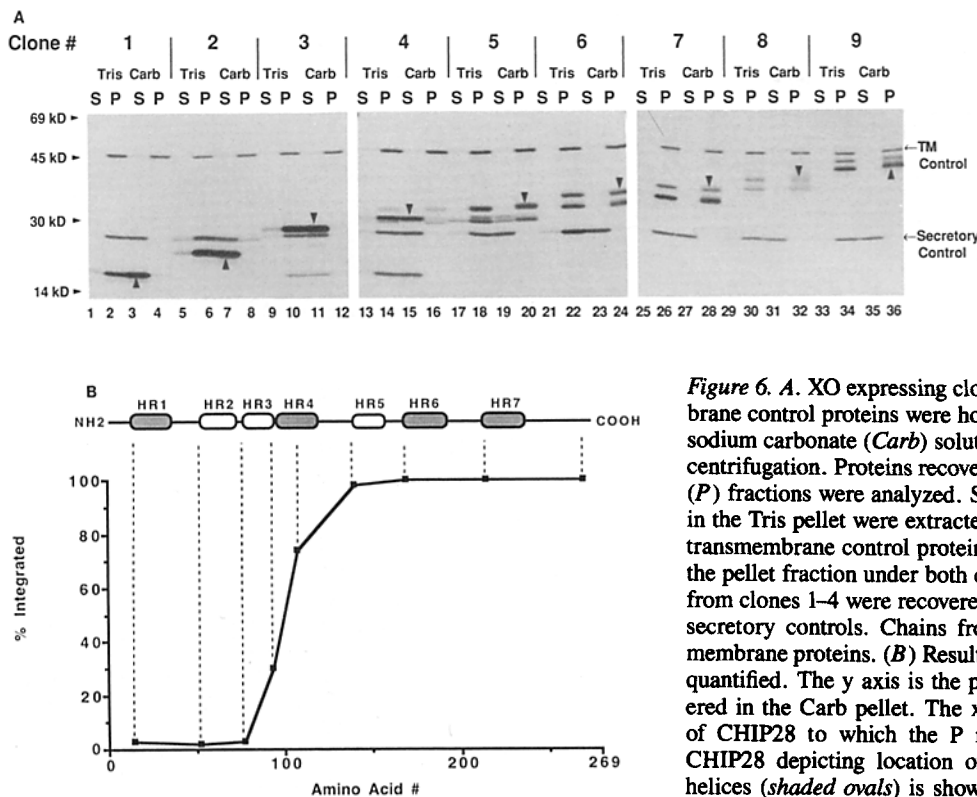 A
Clone # 1 2 3 4 5 6 7 8 9
Tris Carb Tris Carb Tris Carb Tris Carb Tris Carb Tris Carb Tris Carb Tris Carb Tris Carb
S P S P S P S P S P S P S P S P S P S P S P S P S P S P S P S P S P S P
69 kD
45 kD
30 kD
14 kD
←TM
Control
←Secretory
Control
1 2 3 4 5 6 7 8 9 10 11 12 13 14 15 16 17 18 19 20 21 22 23 24 25 26 27 28 29 30 31 32 33 34 35 36
B
HR1 HR2 HR3 HR4 HR5 HR6 HR7
NH2 COOH
% Integrated
100
80
60
40
20
0
0 100 200 269
Amino Acid #
Figure 6. A. XO expressing clo
brane control proteins were ho
sodium carbonate (Carb) solut
centrifugation. Proteins recove
(P) fractions were analyzed. S
in the Tris pellet were extracte
transmembrane control protein
the pellet fraction under both
from clones 1–4 were recovere
secretory controls. Chains fro
membrane proteins. (B) Result
quantified. The y axis is the p
ered in the Carb pellet. The x
of CHIP28 to which the P
CHIP28 depicting location o
helices (shaded ovals) is show